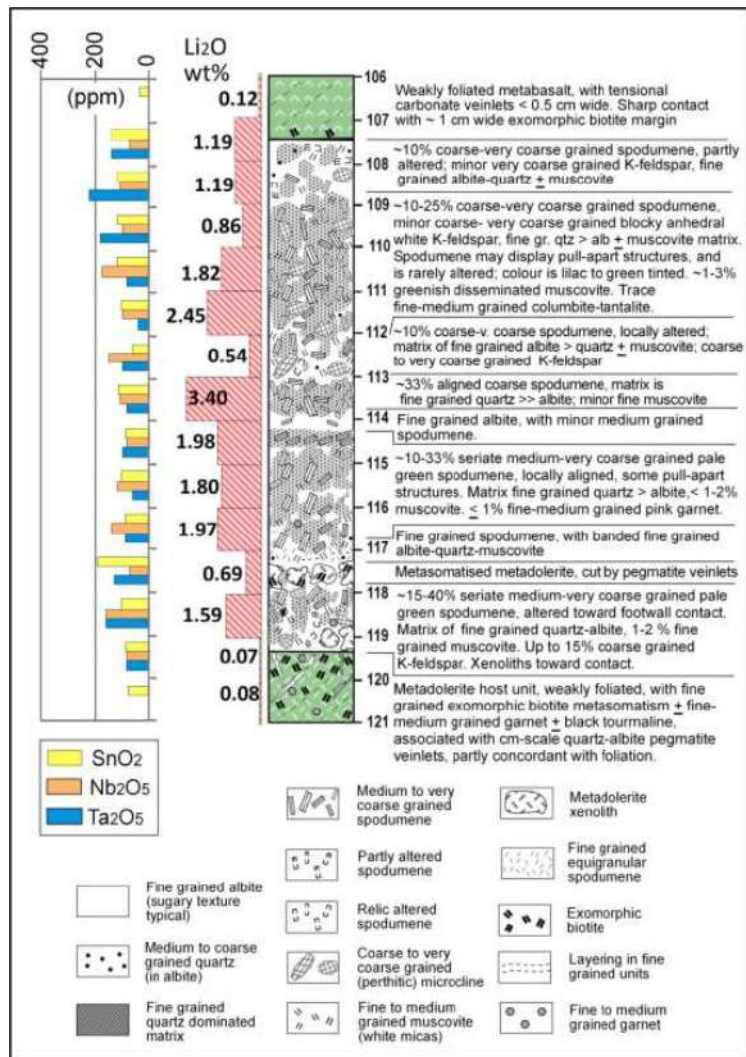 400
200
0
(ppm)
Li2O
wt%
0.12
1.19
1.19
0.86
1.82
2.45
0.54
3.40
1.98
1.80
1.97
0.69
1.59
0.07
0.08
106
107
108
109
110
111
112
113
114
115
116
117
118
119
120
121
Weakly foliated metabasalt, with tensional
carbonate veinlets < 0.5 cm wide. Sharp contact
with ~ 1 cm wide exomorphic biotite margin
~10% coarse-very coarse grained spodumene, partly
altered; minor very coarse grained K-feldspar, fine
grained albite-quartz + muscovite
~10-25% coarse-very coarse grained spodumene,
minor coarse- very coarse grained blocky anhedral
white K-feldspar, fine gr. qtz > alb + muscovite matrix.
Spodumene may display pull-apart structures, and
is rarely altered; colour is lilac to green tinted. ~1-3%
greenish disseminated muscovite. Trace
fine-medium grained columbite-tantalite.
~10% coarse-v. coarse spodumene, locally altered;
matrix of fine grained albite > quartz + muscovite; coarse
to very coarse grained K-feldspar
~33% aligned coarse spodumene, matrix is
fine grained quartz >> albite; minor fine muscovite
Fine grained albite, with minor medium grained
spodumene.
~10-33% seriate medium-very coarse grained pale
green spodumene, locally aligned, some pull-apart
structures. Matrix fine grained quartz > albite,< 1-2%
muscovite. < 1% fine-medium grained pink garnet.
Fine grained spodumene, with banded fine grained
albite-quartz-muscovite
Metasomatised metadolerite, cut by pegmatite veinlets
~15-40% seriate medium-very coarse grained pale
green spodumene, altered toward footwall contact.
Matrix of fine grained quartz-albite, 1-2 % fine
grained muscovite. Up to 15% coarse grained
K-feldspar. Xenoliths toward contact.
Metadolerite host unit, weakly foliated, with fine
grained exomorphic biotite metasomatism + fine-
medium grained garnet + black tourmaline,
associated with cm-scale quartz-albite pegmatite
veinlets, partly concordant with foliation.
SnO2
Nb2O5
Ta2O5
Fine grained albite
(sugary texture
typical)
Medium to coarse
grained quartz
(in albite)
Fine grained
quartz dominated
matrix
Medium to very
coarse grained
spodumene
Partly altered
spodumene
Relic altered
spodumene
Coarse to very
coarse grained
(perthitic) microcline
Fine to medium
grained muscovite
(white micas)
Metadolerite
xenolith
Fine grained
equigranular
spodumene
Exomorphic
biotite
Layering in fine
grained units
Fine to medium
grained garnet